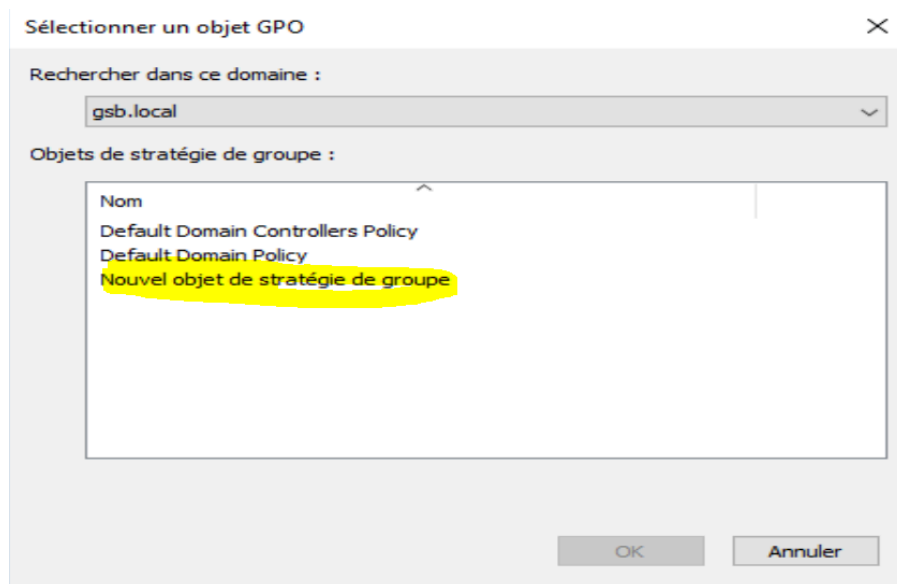 Sélectionner un objet GPO
Rechercher dans ce domaine :
gsb.local
Objets de stratégie de groupe :
Nom
Default Domain Controllers Policy
Default Domain Policy
Nouvel objet de stratégie de groupe
OK
Annuler